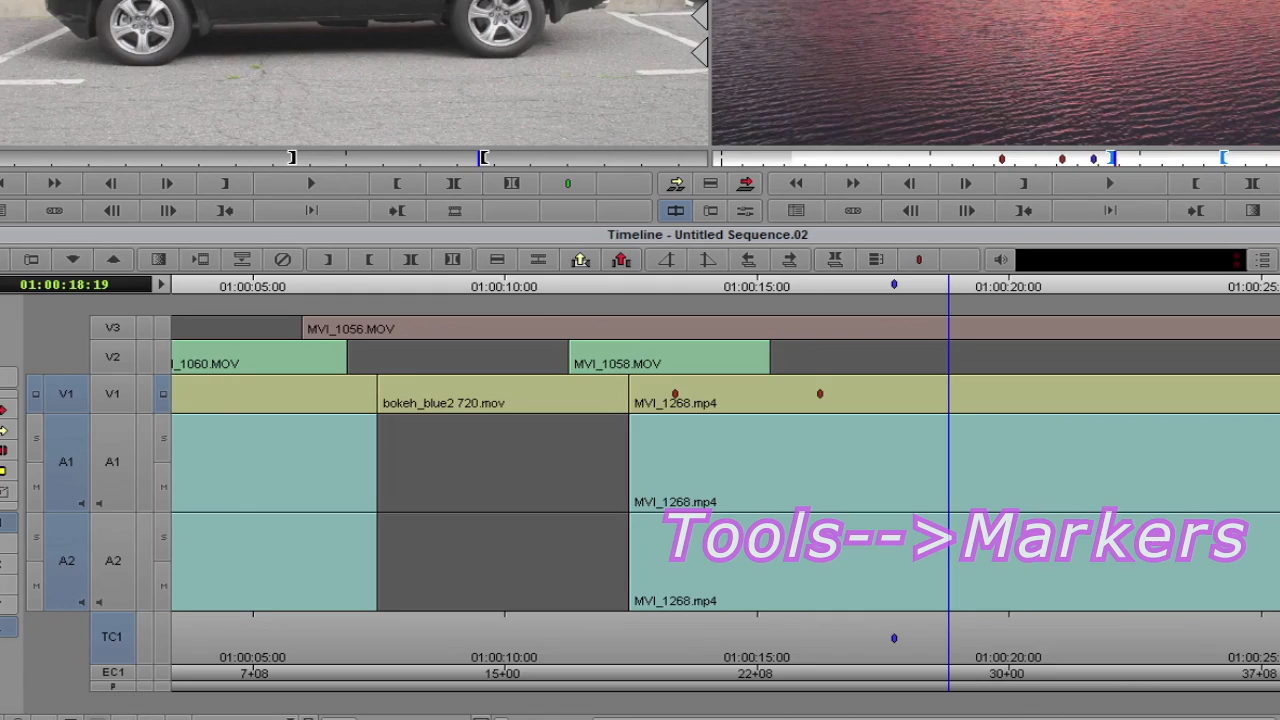 0
Timeline - Untitled Sequence.02
01:00:18:19
01:00:05:00 01:00:10:00 01:00:15:00 01:00:20:00 01:00:25:
V3 MVI_1056.MOV
V2 I_1060.MOV MVI_1058.MOV
V1 V1 bokeh_blue2 720.mov MVI_1268.mp4
S S
A1 A1
M M
MVI_1268.mp4
Tools-->Markers
S S
A2 A2
M M
MVI_1268.mp4
TC1
01:00:05:00 01:00:10:00 01:00:15:00 01:00:20:00 01:00:25:
EC1 7+08 15+00 22+08 30+00 37+08
P